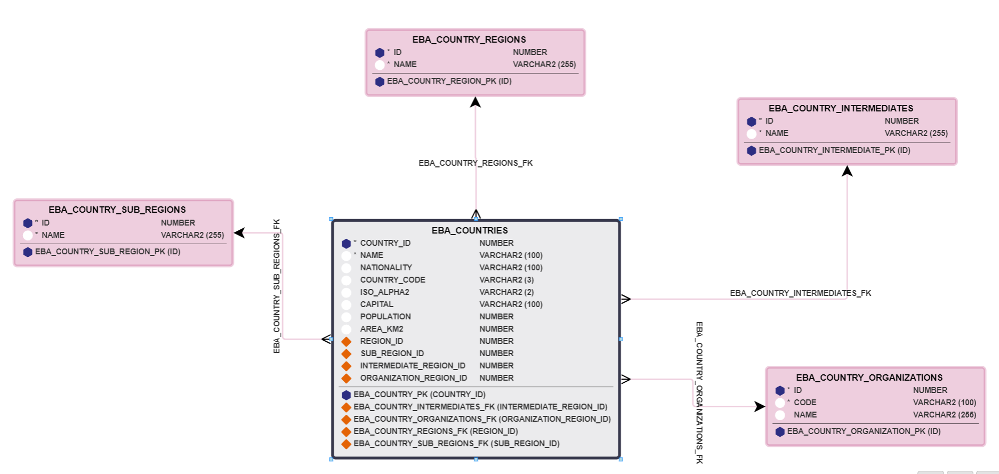 EBA_COUNTRY_REGIONS
* ID NUMBER
* NAME VARCHAR2 (255)
EBA_COUNTRY_REGION_PK (ID)
EBA_COUNTRY_INTERMEDIATES
* ID NUMBER
* NAME VARCHAR2 (255)
EBA_COUNTRY_INTERMEDIATE_PK (ID)
EBA_COUNTRY_REGIONS_FK
EBA_COUNTRY_SUB_REGIONS
* ID NUMBER
* NAME VARCHAR2 (255)
EBA_COUNTRY_SUB_REGION_PK (ID)
EBA_COUNTRY_SUB_REGIONS_FK
EBA_COUNTRIES
* COUNTRY_ID NUMBER
* NAME VARCHAR2 (100)
NATIONALITY VARCHAR2 (100)
COUNTRY_CODE VARCHAR2 (3)
ISO_ALPHA2 VARCHAR2 (2)
CAPITAL VARCHAR2 (100)
POPULATION NUMBER
AREA_KM2 NUMBER
REGION_ID NUMBER
SUB_REGION_ID NUMBER
INTERMEDIATE_REGION_ID NUMBER
ORGANIZATION_REGION_ID NUMBER
EBA_COUNTRY_PK (COUNTRY_ID)
EBA_COUNTRY_INTERMEDIATES_FK (INTERMEDIATE_REGION_ID)
EBA_COUNTRY_ORGANIZATIONS_FK (ORGANIZATION_REGION_ID)
EBA_COUNTRY_REGIONS_FK (REGION_ID)
EBA_COUNTRY_SUB_REGIONS_FK (SUB_REGION_ID)
EBA_COUNTRY_INTERMEDIATES_FK
EBA_COUNTRY_ORGANIZATIONS_FK
EBA_COUNTRY_ORGANIZATIONS
* ID NUMBER
* CODE VARCHAR2 (100)
NAME VARCHAR2 (255)
EBA_COUNTRY_ORGANIZATION_PK (ID)